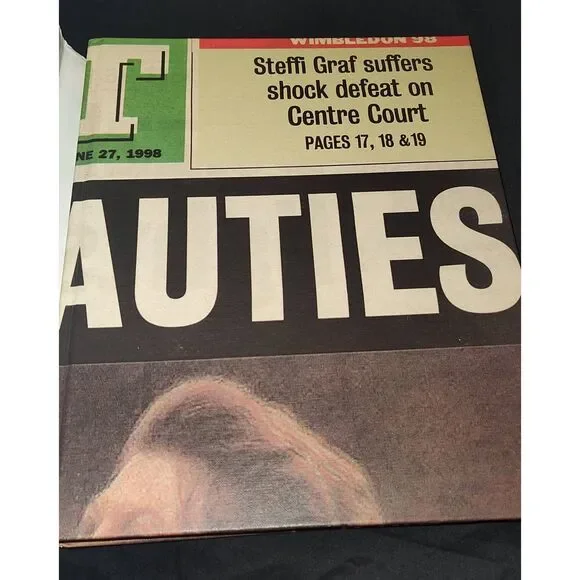 T
WIMBLEDON 98
Steffi Graf suffers
shock defeat on
Centre Court
PAGES 17, 18 & 19
NE 27, 1998
AUTIES